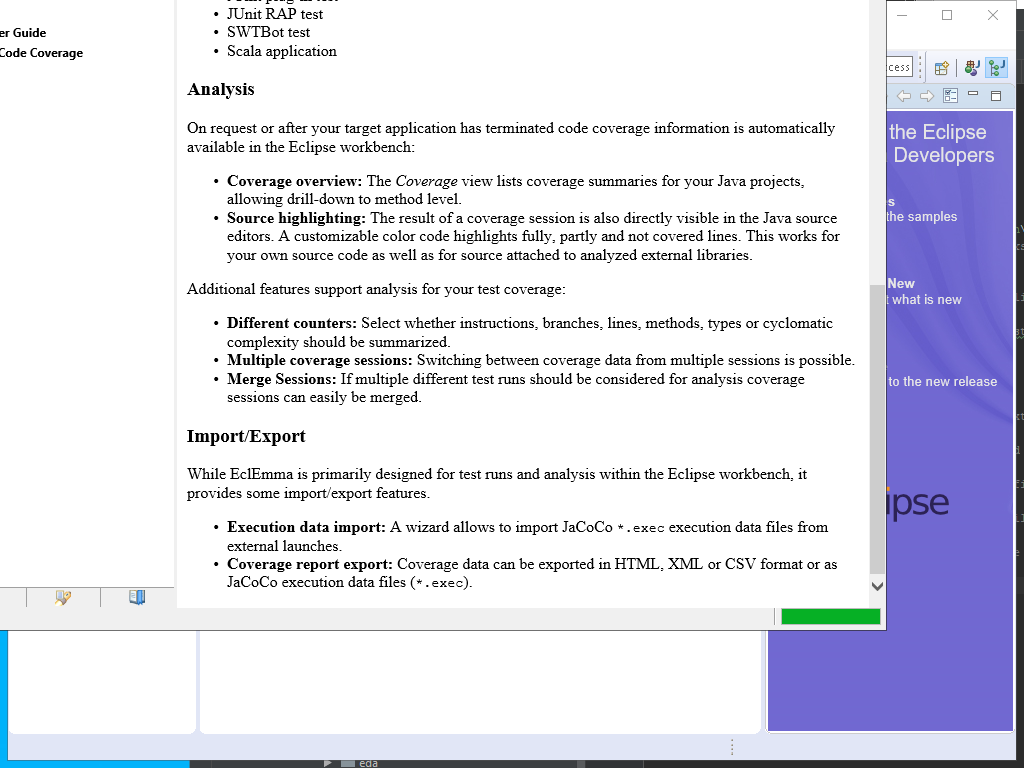 JUnit RAP test
er Guide
SWTBot test
Code Coverage
Scala application
cess
Analysis
On request or after your target application has terminated code coverage information is automatically
available in the Eclipse workbench:
the Eclipse
Developers
Coverage overview: The Coverage view lists coverage summaries for your Java projects,
allowing drill-down to method level.
Source highlighting: The result of a coverage session is also directly visible in the Java source
editors. A customizable color code highlights fully, partly and not covered lines. This works for
your own source code as well as for source attached to analyzed external libraries.
s
the samples
Additional features support analysis for your test coverage:
New
t what is new
Different counters: Select whether instructions, branches, lines, methods, types or cyclomatic
complexity should be summarized.
Multiple coverage sessions: Switching between coverage data from multiple sessions is possible.
Merge Sessions: If multiple different test runs should be considered for analysis coverage
sessions can easily be merged.
to the new release
Import/Export
While EclEmma is primarily designed for test runs and analysis within the Eclipse workbench, it
provides some import/export features.
ipse
Execution data import: A wizard allows to import JaCoCo *.exec execution data files from
external launches.
Coverage report export: Coverage data can be exported in HTML, XML or CSV format or as
JaCoCo execution data files (*.exec).
eda